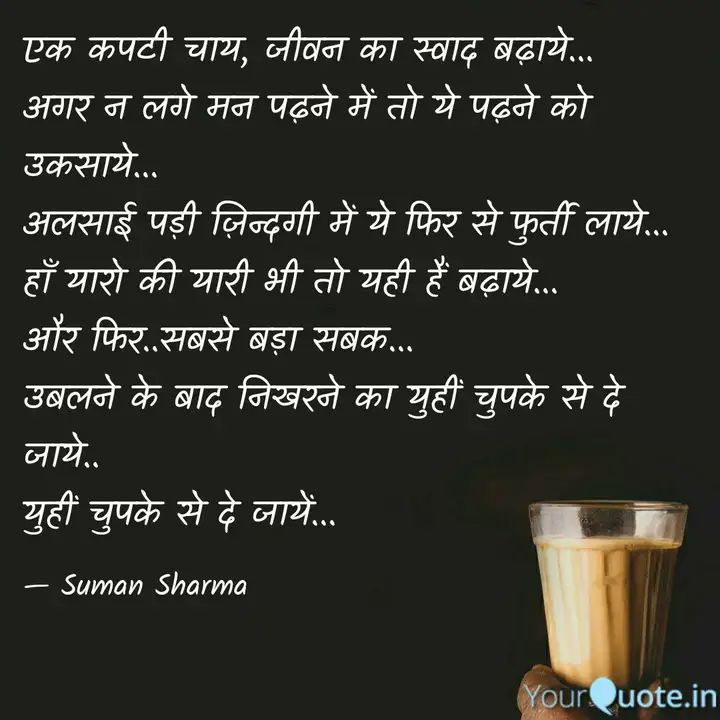 एक कपटी चाय, जीवन का स्वाद बढ़ाये...
अगर न लगे मन पढ़ने में तो ये पढ़ने को
उकसाये...
अलसाई पड़ी ज़िन्दगी में ये फिर से फुर्ती लाये...
हाँ यारो की यारी भी तो यही हैं बढ़ाये...
और फिर..सबसे बड़ा सबक...
उबलने के बाद निखरने का युहीं चुपके से दे
जाये..
युहीं चुपके से दे जायें...
— Suman Sharma
YourQuote.in